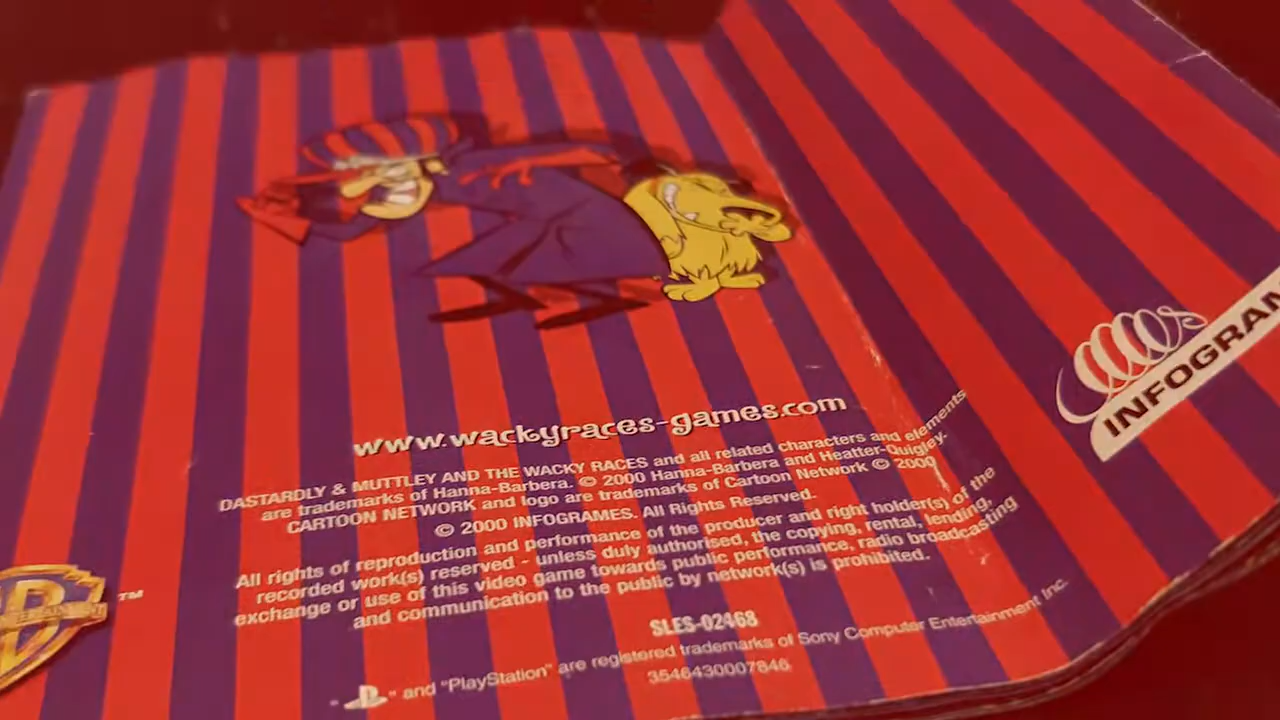 www.wackyraces-games.com
DASTARDLY & MUTTLEY AND THE WACKY RACES and all related characters and elements
are trademarks of Hanna-Barbera. © 2000 Hanna-Barbera and Heatter-Quigley.
CARTOON NETWORK and logo are trademarks of Cartoon Network © 2000
© 2000 INFOGRAMES. All Rights Reserved.
All rights of reproduction and performance of the producer and right holder(s) of the
recorded work(s) reserved - unless duly authorised, the copying, rental, lending,
exchange or use of this video game towards public performance, radio broadcasting
and communication to the public by network(s) is prohibited.
SLES-02468
" " and "PlayStation" are registered trademarks of Sony Computer Entertainment Inc.
3546430007846
INFOGRAM
TM